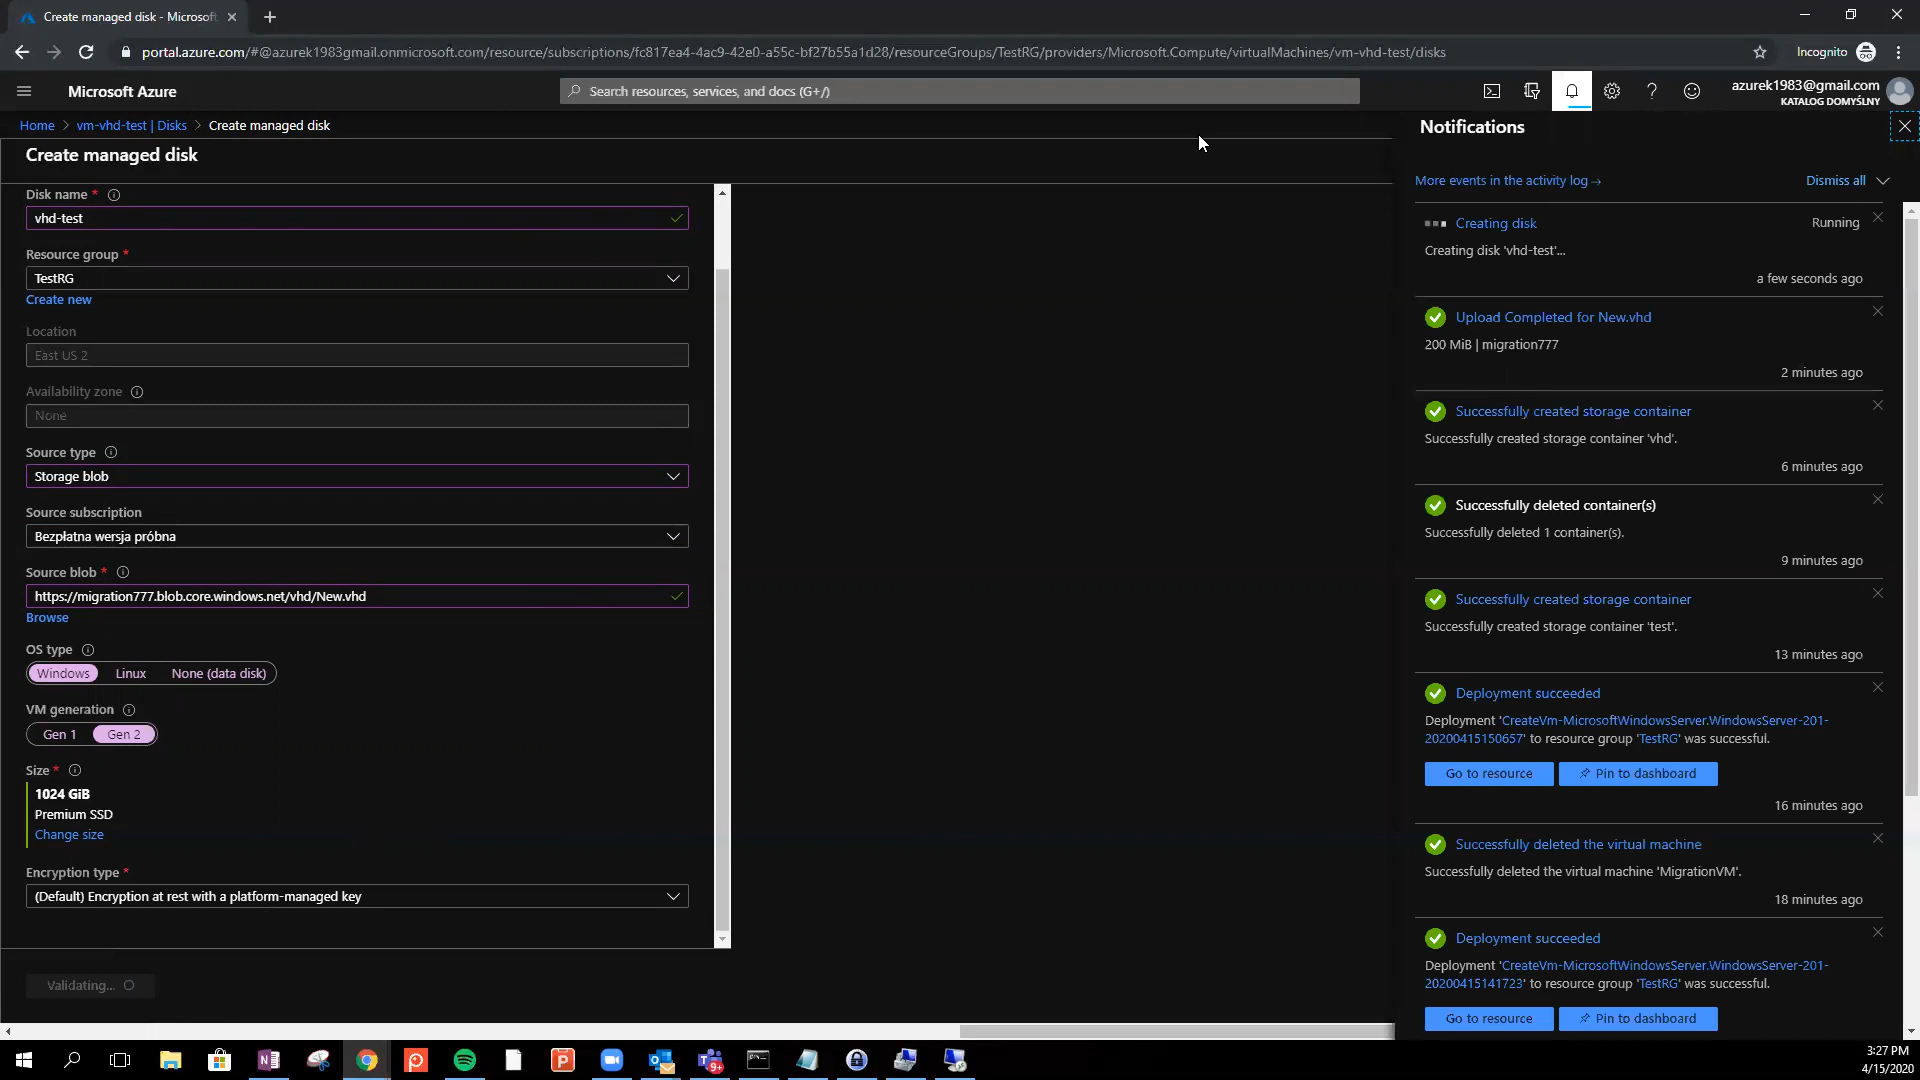 Create managed disk - Microsoft
portal.azure.com/#@azurek1983gmail.onmicrosoft.com/resource/subscriptions/fc817ea4-4ac9-42e0-a55c-bf27b55a1d28/resourceGroups/TestRG/providers/Microsoft.Compute/virtualMachines/vm-vhd-test/disks
Incognito
Microsoft Azure
Search resources, services, and docs (G+/)
azurek1983@gmail.com
KATALOG DOMYŚLNY
Home > vm-vhd-test | Disks > Create managed disk
Create managed disk
Disk name *
vhd-test
Resource group *
TestRG
Create new
Location
East US 2
Availability zone
None
Source type
Storage blob
Source subscription
Bezpłatna wersja próbna
Source blob *
https://migration777.blob.core.windows.net/vhd/New.vhd
Browse
OS type
Windows Linux None (data disk)
VM generation
Gen 1 Gen 2
Size *
1024 GiB
Premium SSD
Change size
Encryption type *
(Default) Encryption at rest with a platform-managed key
Validating...
Notifications
More events in the activity log →
Dismiss all
Creating disk
Running
Creating disk 'vhd-test'...
a few seconds ago
Upload Completed for New.vhd
200 MiB | migration777
2 minutes ago
Successfully created storage container
Successfully created storage container 'vhd'.
6 minutes ago
Successfully deleted container(s)
Successfully deleted 1 container(s).
9 minutes ago
Successfully created storage container
Successfully created storage container 'test'.
13 minutes ago
Deployment succeeded
Deployment 'CreateVm-MicrosoftWindowsServer.WindowsServer-201-
20200415150657' to resource group 'TestRG' was successful.
Go to resource
Pin to dashboard
16 minutes ago
Successfully deleted the virtual machine
Successfully deleted the virtual machine 'MigrationVM'.
18 minutes ago
Deployment succeeded
Deployment 'CreateVm-MicrosoftWindowsServer.WindowsServer-201-
20200415141723' to resource group 'TestRG' was successful.
Go to resource
Pin to dashboard
9+
3:27 PM
4/15/2020